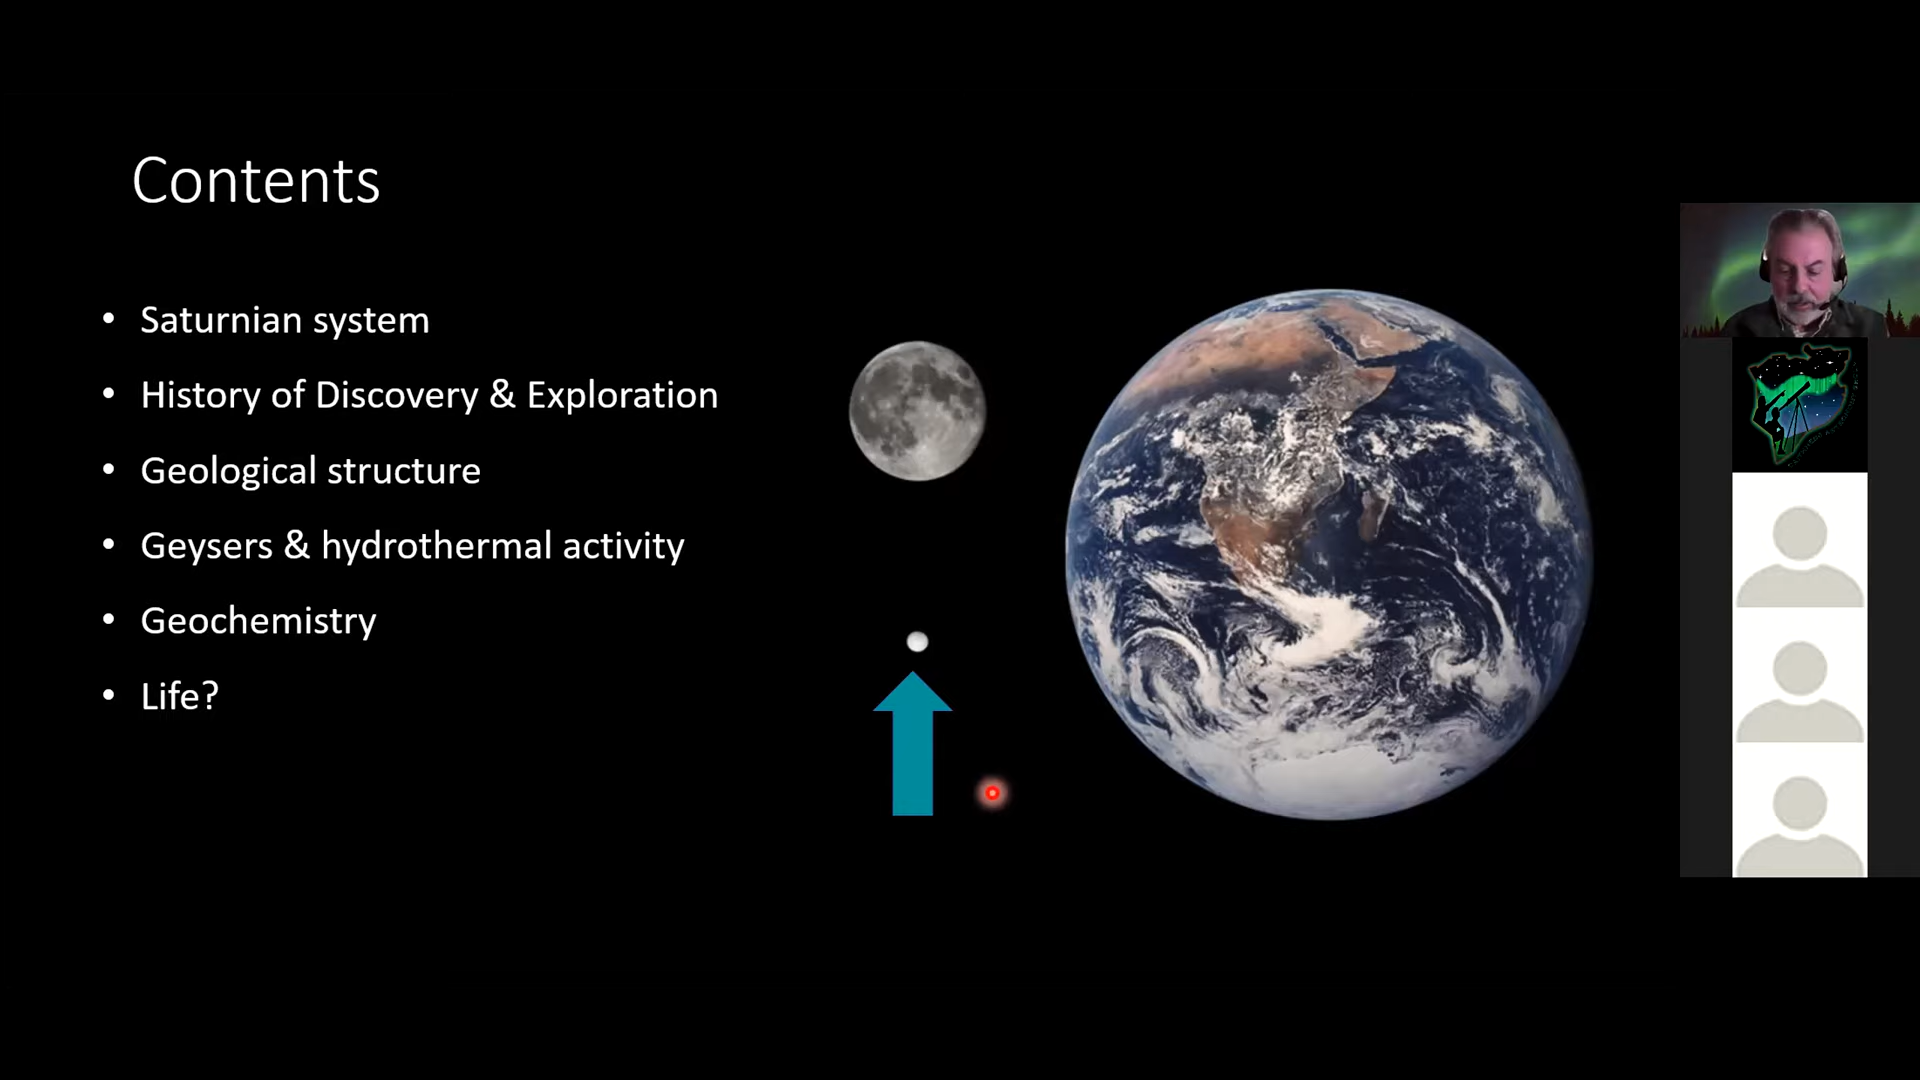 Contents
• Saturnian system
• History of Discovery & Exploration
• Geological structure
• Geysers & hydrothermal activity
• Geochemistry
• Life?